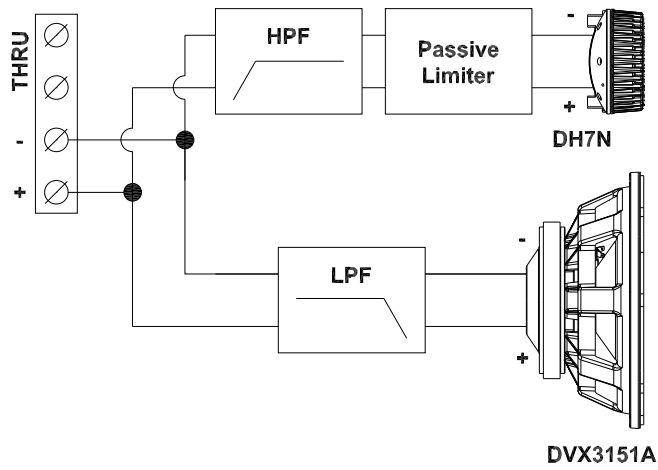 THRU
-
+
HPF
Passive
Limiter
-
+
DH7N
LPF
-
+
DVX3151A